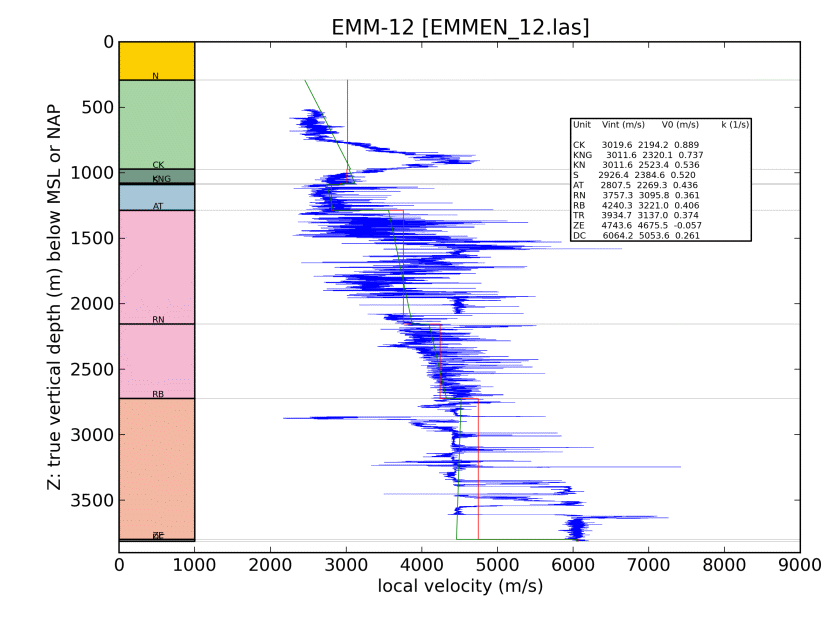 EMM-12 [EMMEN_12.las]
Z: true vertical depth (m) below MSL or NAP
0
500
1000
1500
2000
2500
3000
3500
N
CK
KNG
AT
RN
RB
ZE
Unit Vint (m/s) V0 (m/s) k (1/s)
CK 3019.6 2194.2 0.889
KNG 3011.6 2320.1 0.737
KN 3011.6 2523.4 0.536
S 2926.4 2384.6 0.520
AT 2807.5 2269.3 0.436
RN 3757.3 3095.8 0.361
RB 4240.3 3221.0 0.406
TR 3934.7 3137.0 0.374
ZE 4743.6 4675.5 -0.057
DC 6064.2 5053.6 0.261
0 1000 2000 3000 4000 5000 6000 7000 8000 9000
local velocity (m/s)